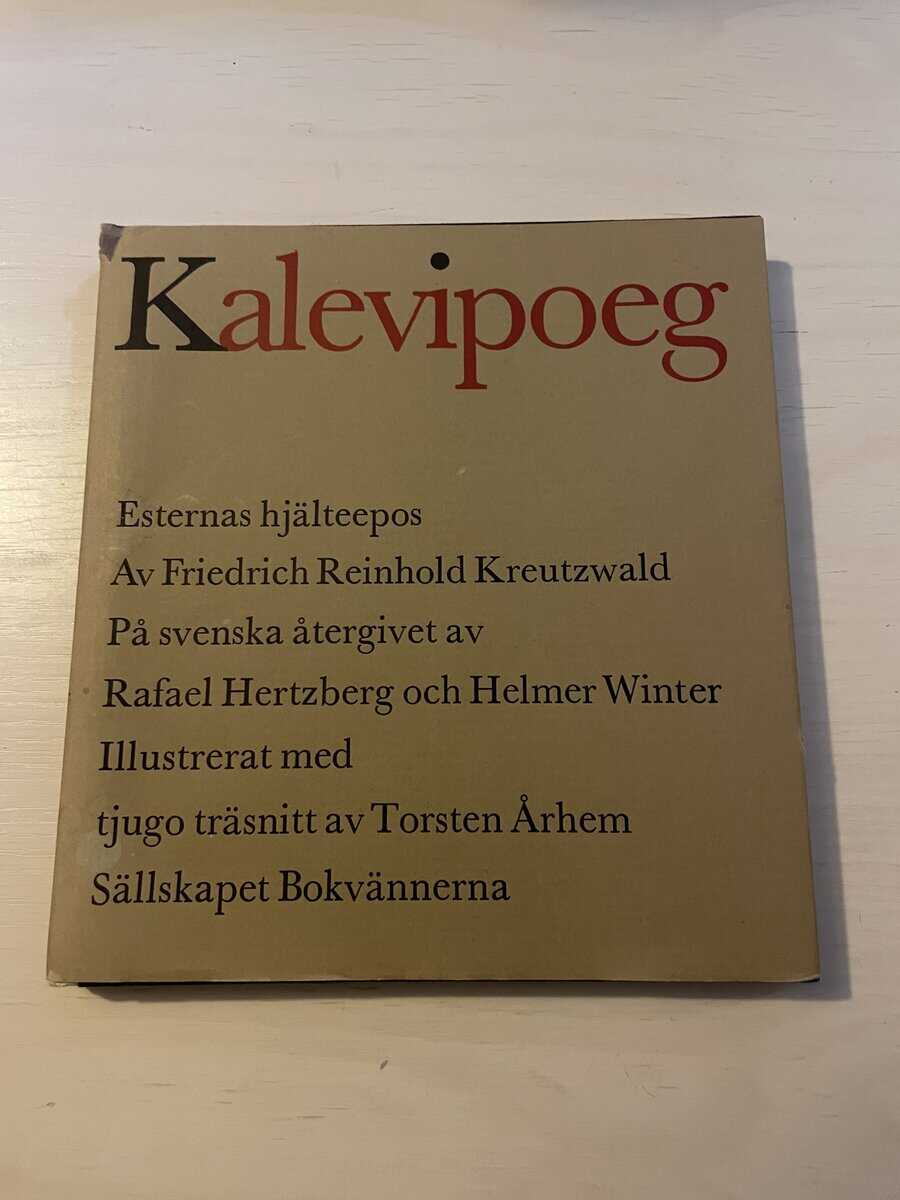 Kalevipoeg
Esternas hjälteepos
Av Friedrich Reinhold Kreutzwald
På svenska återgivet av
Rafael Hertzberg och Helmer Winter
Illustrerat med
tjugo träsnitt av Torsten Århem
Sällskapet Bokvännerna